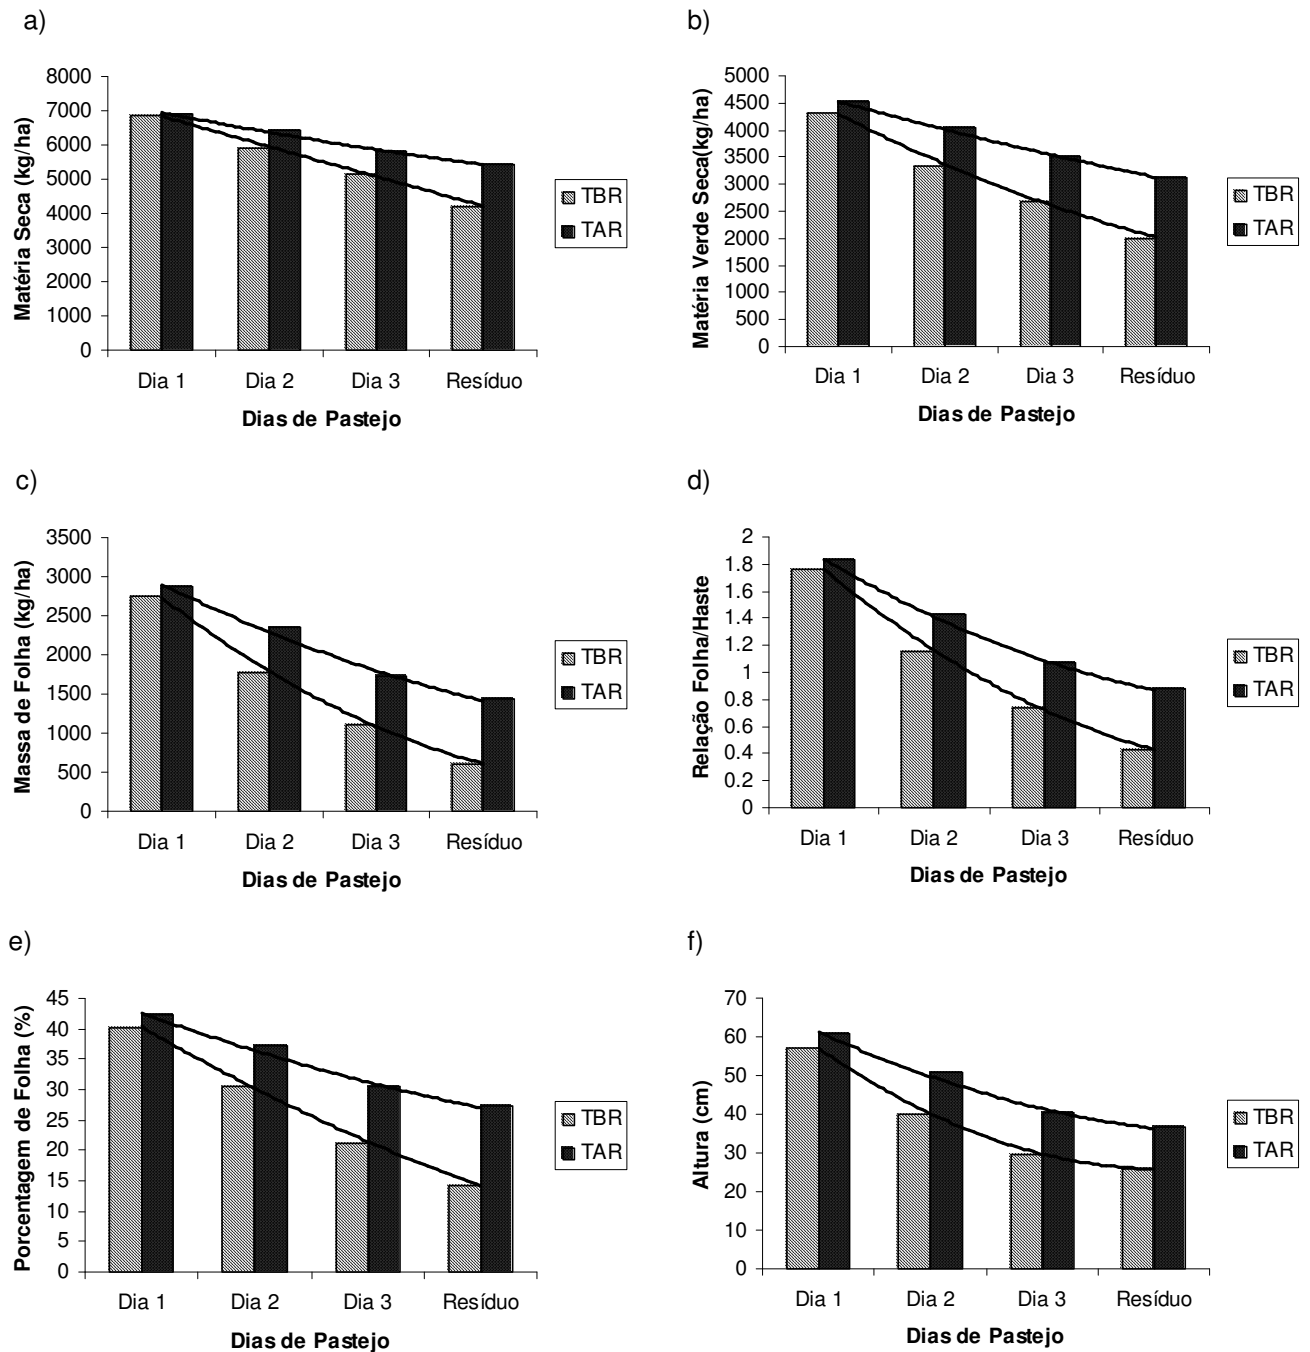 a)
Matéria Seca (kg/ha)
8000
7000
6000
5000
4000
3000
2000
1000
0
Dia 1 Dia 2 Dia 3 Resíduo
Dias de Pastejo
TBR
TAR
b)
Matéria Verde Seca(kg/ha)
5000
4500
4000
3500
3000
2500
2000
1500
1000
500
0
Dia 1 Dia 2 Dia 3 Resíduo
Dias de Pastejo
TBR
TAR
c)
Massa de Folha (kg/ha)
3500
3000
2500
2000
1500
1000
500
0
Dia 1 Dia 2 Dia 3 Resíduo
Dias de Pastejo
TBR
TAR
d)
Relação Folha/Haste
2
1.8
1.6
1.4
1.2
1
0.8
0.6
0.4
0.2
0
Dia 1 Dia 2 Dia 3 Resíduo
Dias de Pastejo
TBR
TAR
e)
Porcentagem de Folha (%)
45
40
35
30
25
20
15
10
5
0
Dia 1 Dia 2 Dia 3 Resíduo
Dias de Pastejo
TBR
TAR
f)
Altura (cm)
70
60
50
40
30
20
10
0
Dia 1 Dia 2 Dia 3 Resíduo
Dias de Pastejo
TBR
TAR